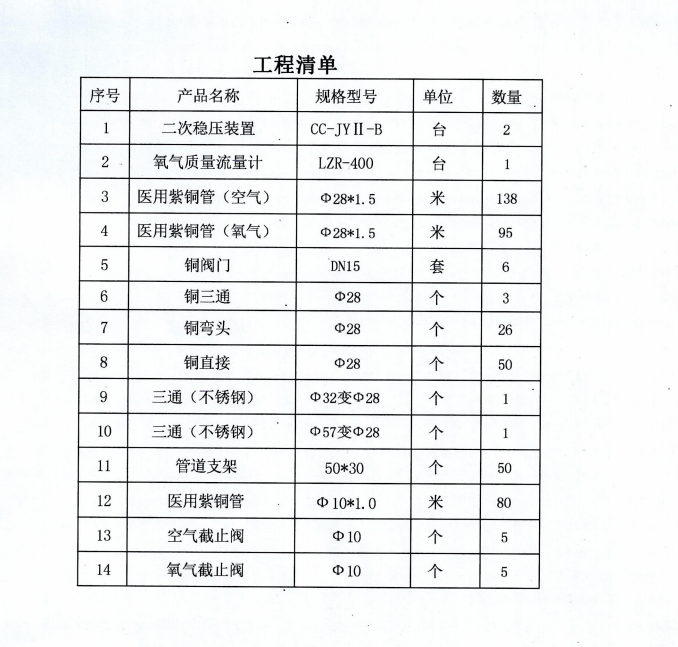 工程清单
序号 产品名称 规格型号 单位 数量
1 二次稳压装置 CC-JYⅡ-B 台 2
2 氧气质量流量计 LZR-400 台 1
3 医用紫铜管（空气） Φ28*1.5 米 138
4 医用紫铜管（氧气） Φ28*1.5 米 95
5 铜阀门 DN15 套 6
6 铜三通 Φ28 个 3
7 铜弯头 Φ28 个 26
8 铜直接 Φ28 个 50
9 三通（不锈钢） Φ32变Φ28 个 1
10 三通（不锈钢） Φ57变Φ28 个 1
11 管道支架 50*30 个 50
12 医用紫铜管 Φ10*1.0 米 80
13 空气截止阀 Φ10 个 5
14 氧气截止阀 Φ10 个 5